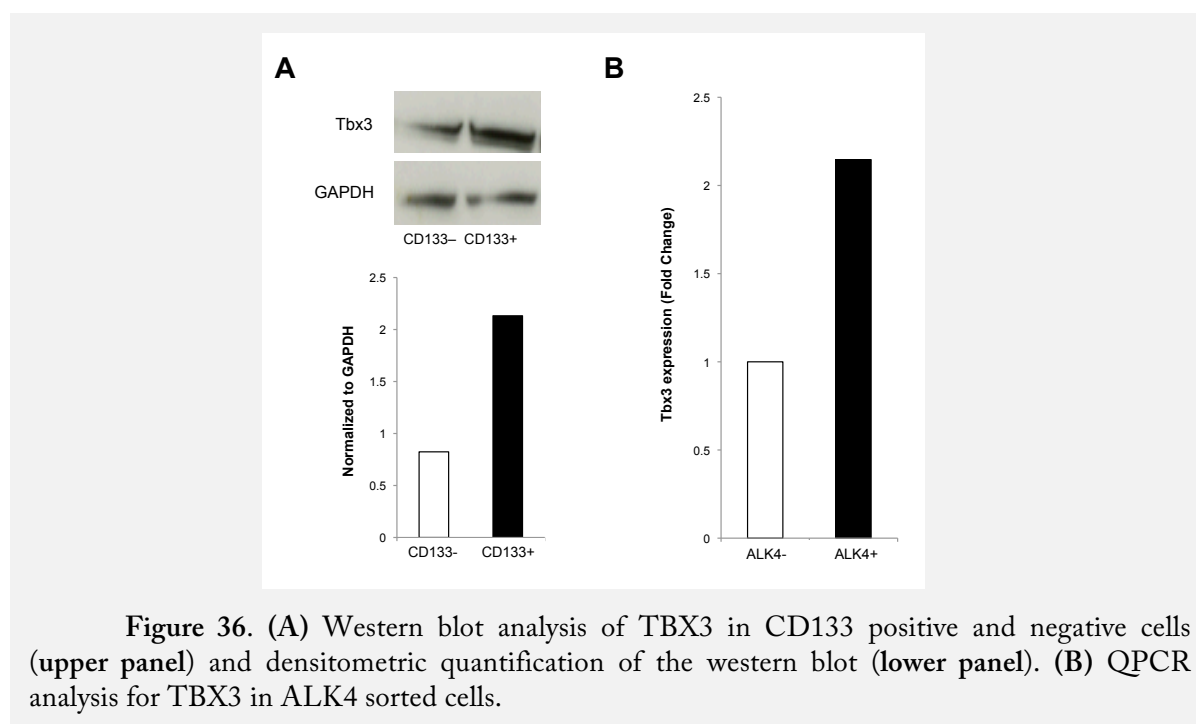 A
Tbx3
GAPDH
CD133– CD133+
2.5
2
1.5
1
0.5
0
Normalized to GAPDH
CD133- CD133+
B
2.5
2
1.5
1
0.5
0
Tbx3 expression (Fold Change)
ALK4- ALK4+
Figure 36. (A) Western blot analysis of TBX3 in CD133 positive and negative cells
(upper panel) and densitometric quantification of the western blot (lower panel). (B) QPCR
analysis for TBX3 in ALK4 sorted cells.